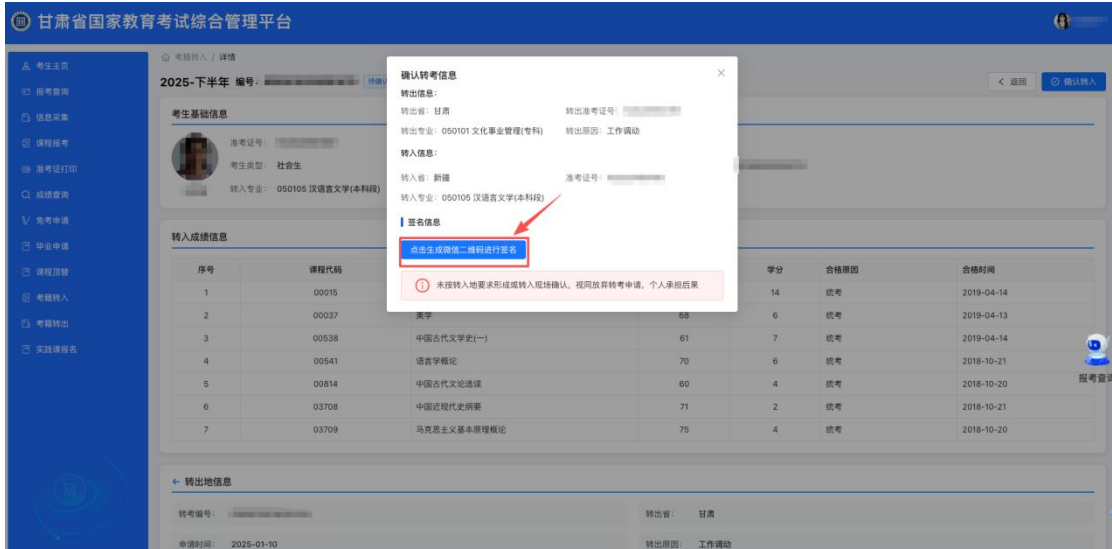 甘肃省国家教育考试综合管理平台
考生主页
报考查询
信息采集
课程报考
准考证打印
成绩查询
免考申请
毕业申请
课程顶替
考籍转入
考籍转出
实践课报名
考籍转入 / 详情
2025-下半年 编号:
返回
确认转入
考生基础信息
准考证号:
考生类型: 社会生
转入专业: 050105 汉语言文学(本科段)
确认转考信息
转出信息:
转出省: 甘肃 转出准考证号:
转出专业: 050101 文化事业管理(专科) 转出原因: 工作调动
转入信息:
转入省: 新疆 准考证号:
转入专业: 050105 汉语言文学(本科段)
签名信息
点击生成微信二维码进行签名
未按转入地要求形成或转入现场确认, 视同放弃转考申请, 个人承担后果
转入成绩信息
序号 课程代码 学分 合格原因 合格时间
1 00015 14 统考 2019-04-14
2 00037 美学 68 6 统考 2019-04-13
3 00538 中国古代文学史(一) 61 7 统考 2019-04-14
4 00541 语言学概论 70 6 统考 2018-10-21
5 00814 中国古代文论选读 60 4 统考 2018-10-20
6 03708 中国近现代史纲要 71 2 统考 2018-10-21
7 03709 马克思主义基本原理概论 75 4 统考 2018-10-20
报考查询
转出地信息
转考编号: 转出省: 甘肃
申请时间: 2025-01-10 转出原因: 工作调动